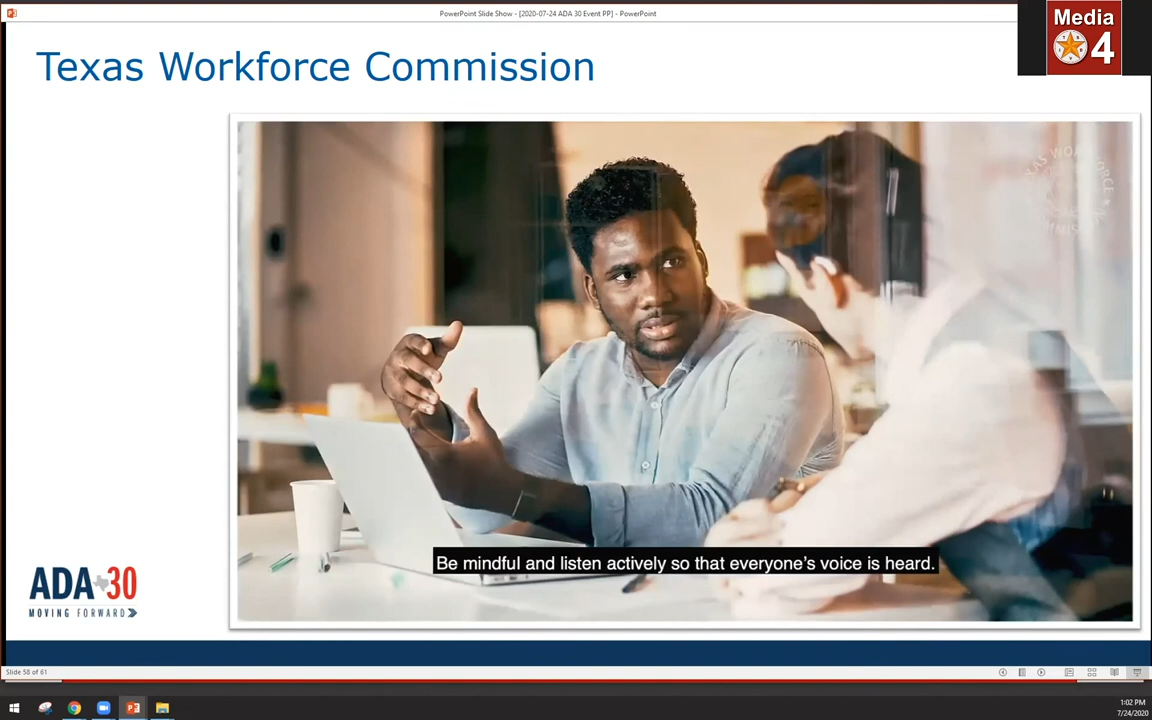 PowerPoint Slide Show - [2020-07-24 ADA 30 Event PP] - PowerPoint
Media
4
Texas Workforce Commission
TEXAS WORKFORCE
Be mindful and listen actively so that everyone's voice is heard.
ADA 30
MOVING FORWARD
Slide 58 of 61
1:02 PM
7/24/2020